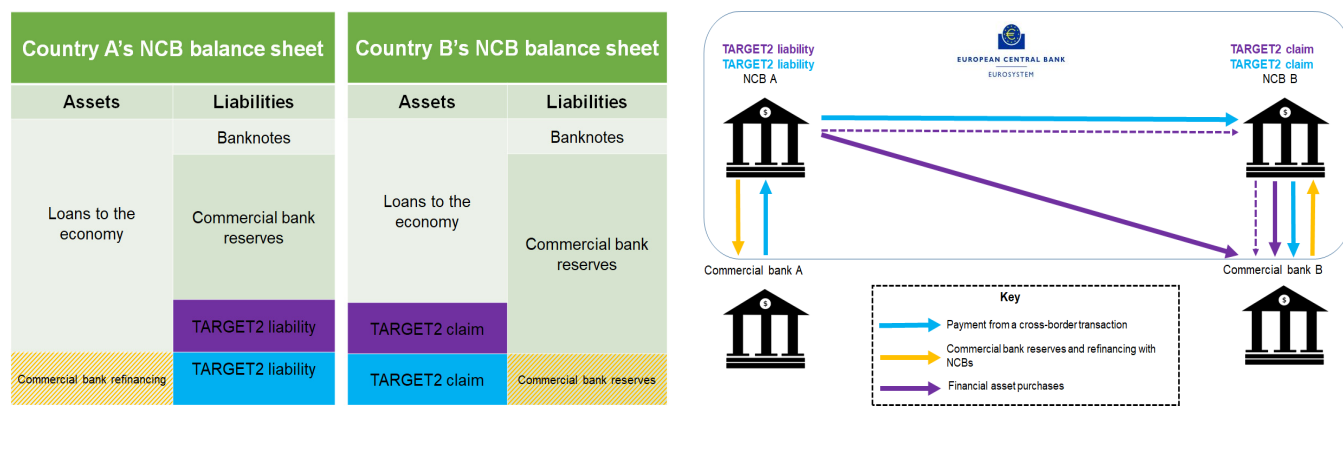 Country A's NCB balance sheet
Country B's NCB balance sheet
Assets
Liabilities
Assets
Liabilities
Banknotes
Banknotes
Loans to the
economy
Commercial bank
reserves
Loans to the
economy
Commercial bank
reserves
TARGET2 liability
TARGET2 claim
Commercial bank refinancing
TARGET2 liability
TARGET2 claim
Commercial bank reserves
TARGET2 liability
TARGET2 liability
NCB A
EUROPEAN CENTRAL BANK
EUROSYSTEM
TARGET2 claim
TARGET2 claim
NCB B
$
$
Commercial bank A
Commercial bank B
$
$
Key
Payment from a cross-border transaction
Commercial bank reserves and refinancing with
NCBs
Financial asset purchases